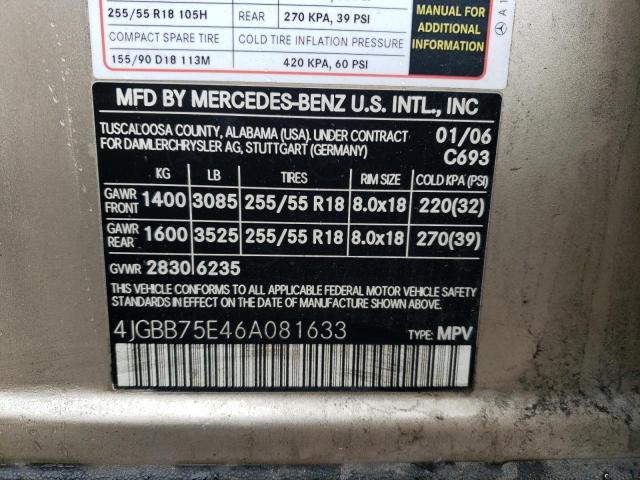 255/55 R18 105H REAR 270 KPA, 39 PSI
COMPACT SPARE TIRE COLD TIRE INFLATION PRESSURE
155/90 D18 113M 420 KPA, 60 PSI
MANUAL FOR
ADDITIONAL
INFORMATION
MFD BY MERCEDES-BENZ U.S. INTL., INC
TUSCALOOSA COUNTY, ALABAMA (USA). UNDER CONTRACT 01/06
FOR DAIMLERCHRYSLER AG, STUTTGART (GERMANY) C693
KG LB TIRES RIM SIZE COLD KPA (PSI)
GAWR FRONT 1400 3085 255/55 R18 8.0x18 220(32)
GAWR REAR 1600 3525 255/55 R18 8.0x18 270(39)
GVWR 2830 6235
THIS VEHICLE CONFORMS TO ALL APPLICABLE FEDERAL MOTOR VEHICLE SAFETY
STANDARDS IN EFFECT ON THE DATE OF MANUFACTURE SHOWN ABOVE.
4JGBB75E46A081633 TYPE: MPV